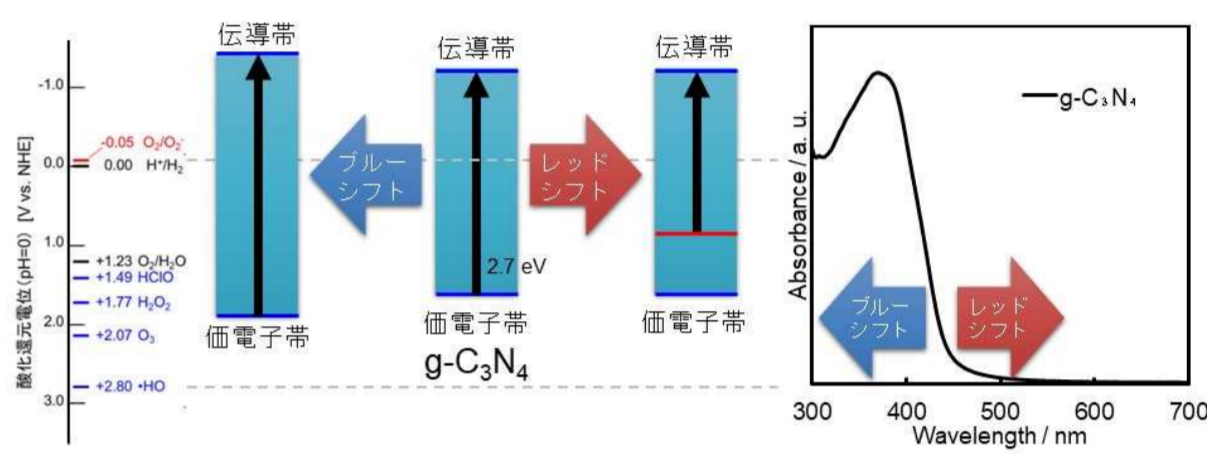 酸化還元電位(pH=0) [V vs. NHE]
-1.0
0.0
1.0
2.0
3.0
-0.05 O₂/O₂⁻
0.00 H⁺/H₂
+1.23 O₂/H₂O
+1.49 HClO
+1.77 H₂O₂
+2.07 O₃
+2.80 •HO
伝導帯
価電子帯
ブルー
シフト
伝導帯
2.7 eV
価電子帯
g-C₃N₄
レッド
シフト
伝導帯
価電子帯
Absorbance / a. u.
g-C₃N₄
ブルー
シフト
レッド
シフト
300 400 500 600 700
Wavelength / nm